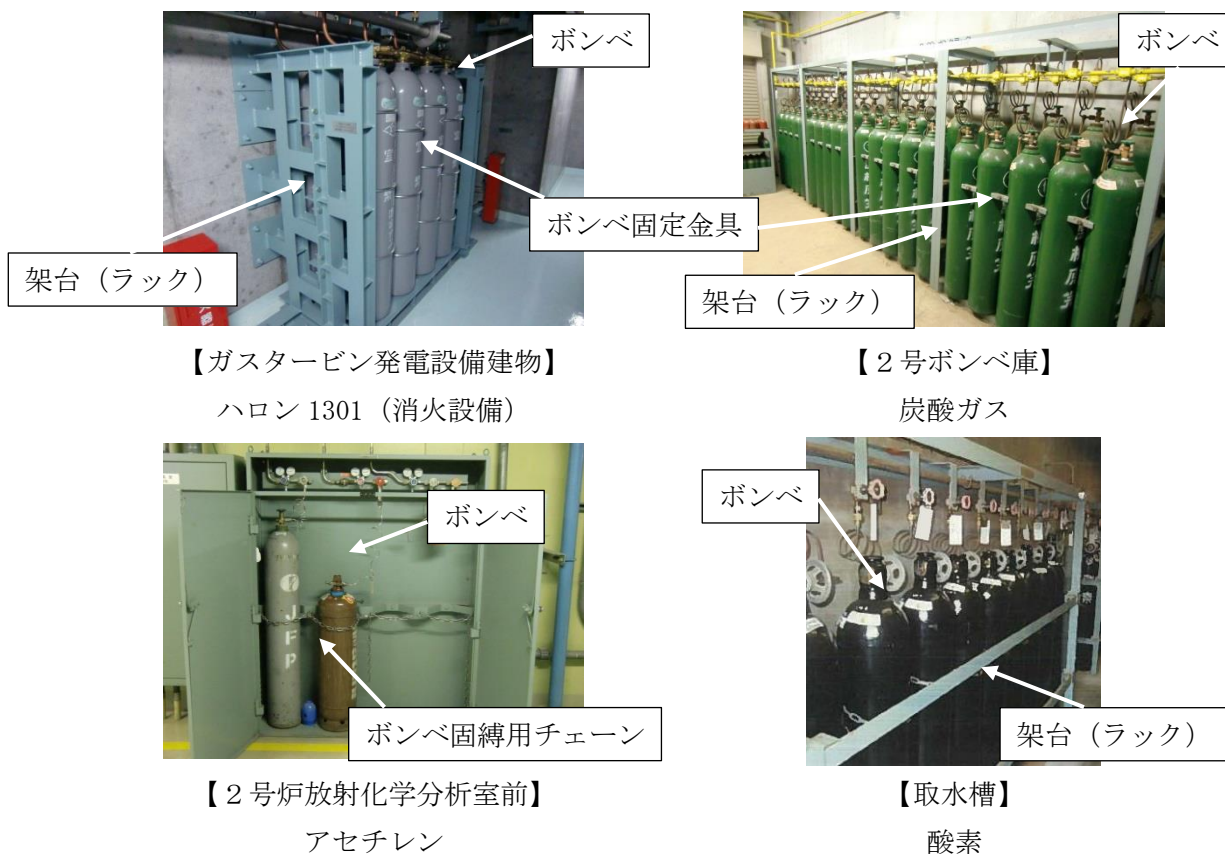 ボンベ
ボンベ
ボンベ固定金具
架台（ラック）
架台（ラック）
【ガスタービン発電設備建物】
ハロン 1301（消火設備）
【２号ボンベ庫】
炭酸ガス
ボンベ
JFP
ボンベ固縛用チェーン
ボンベ
架台（ラック）
【２号炉放射化学分析室前】
アセチレン
【取水槽】
酸素